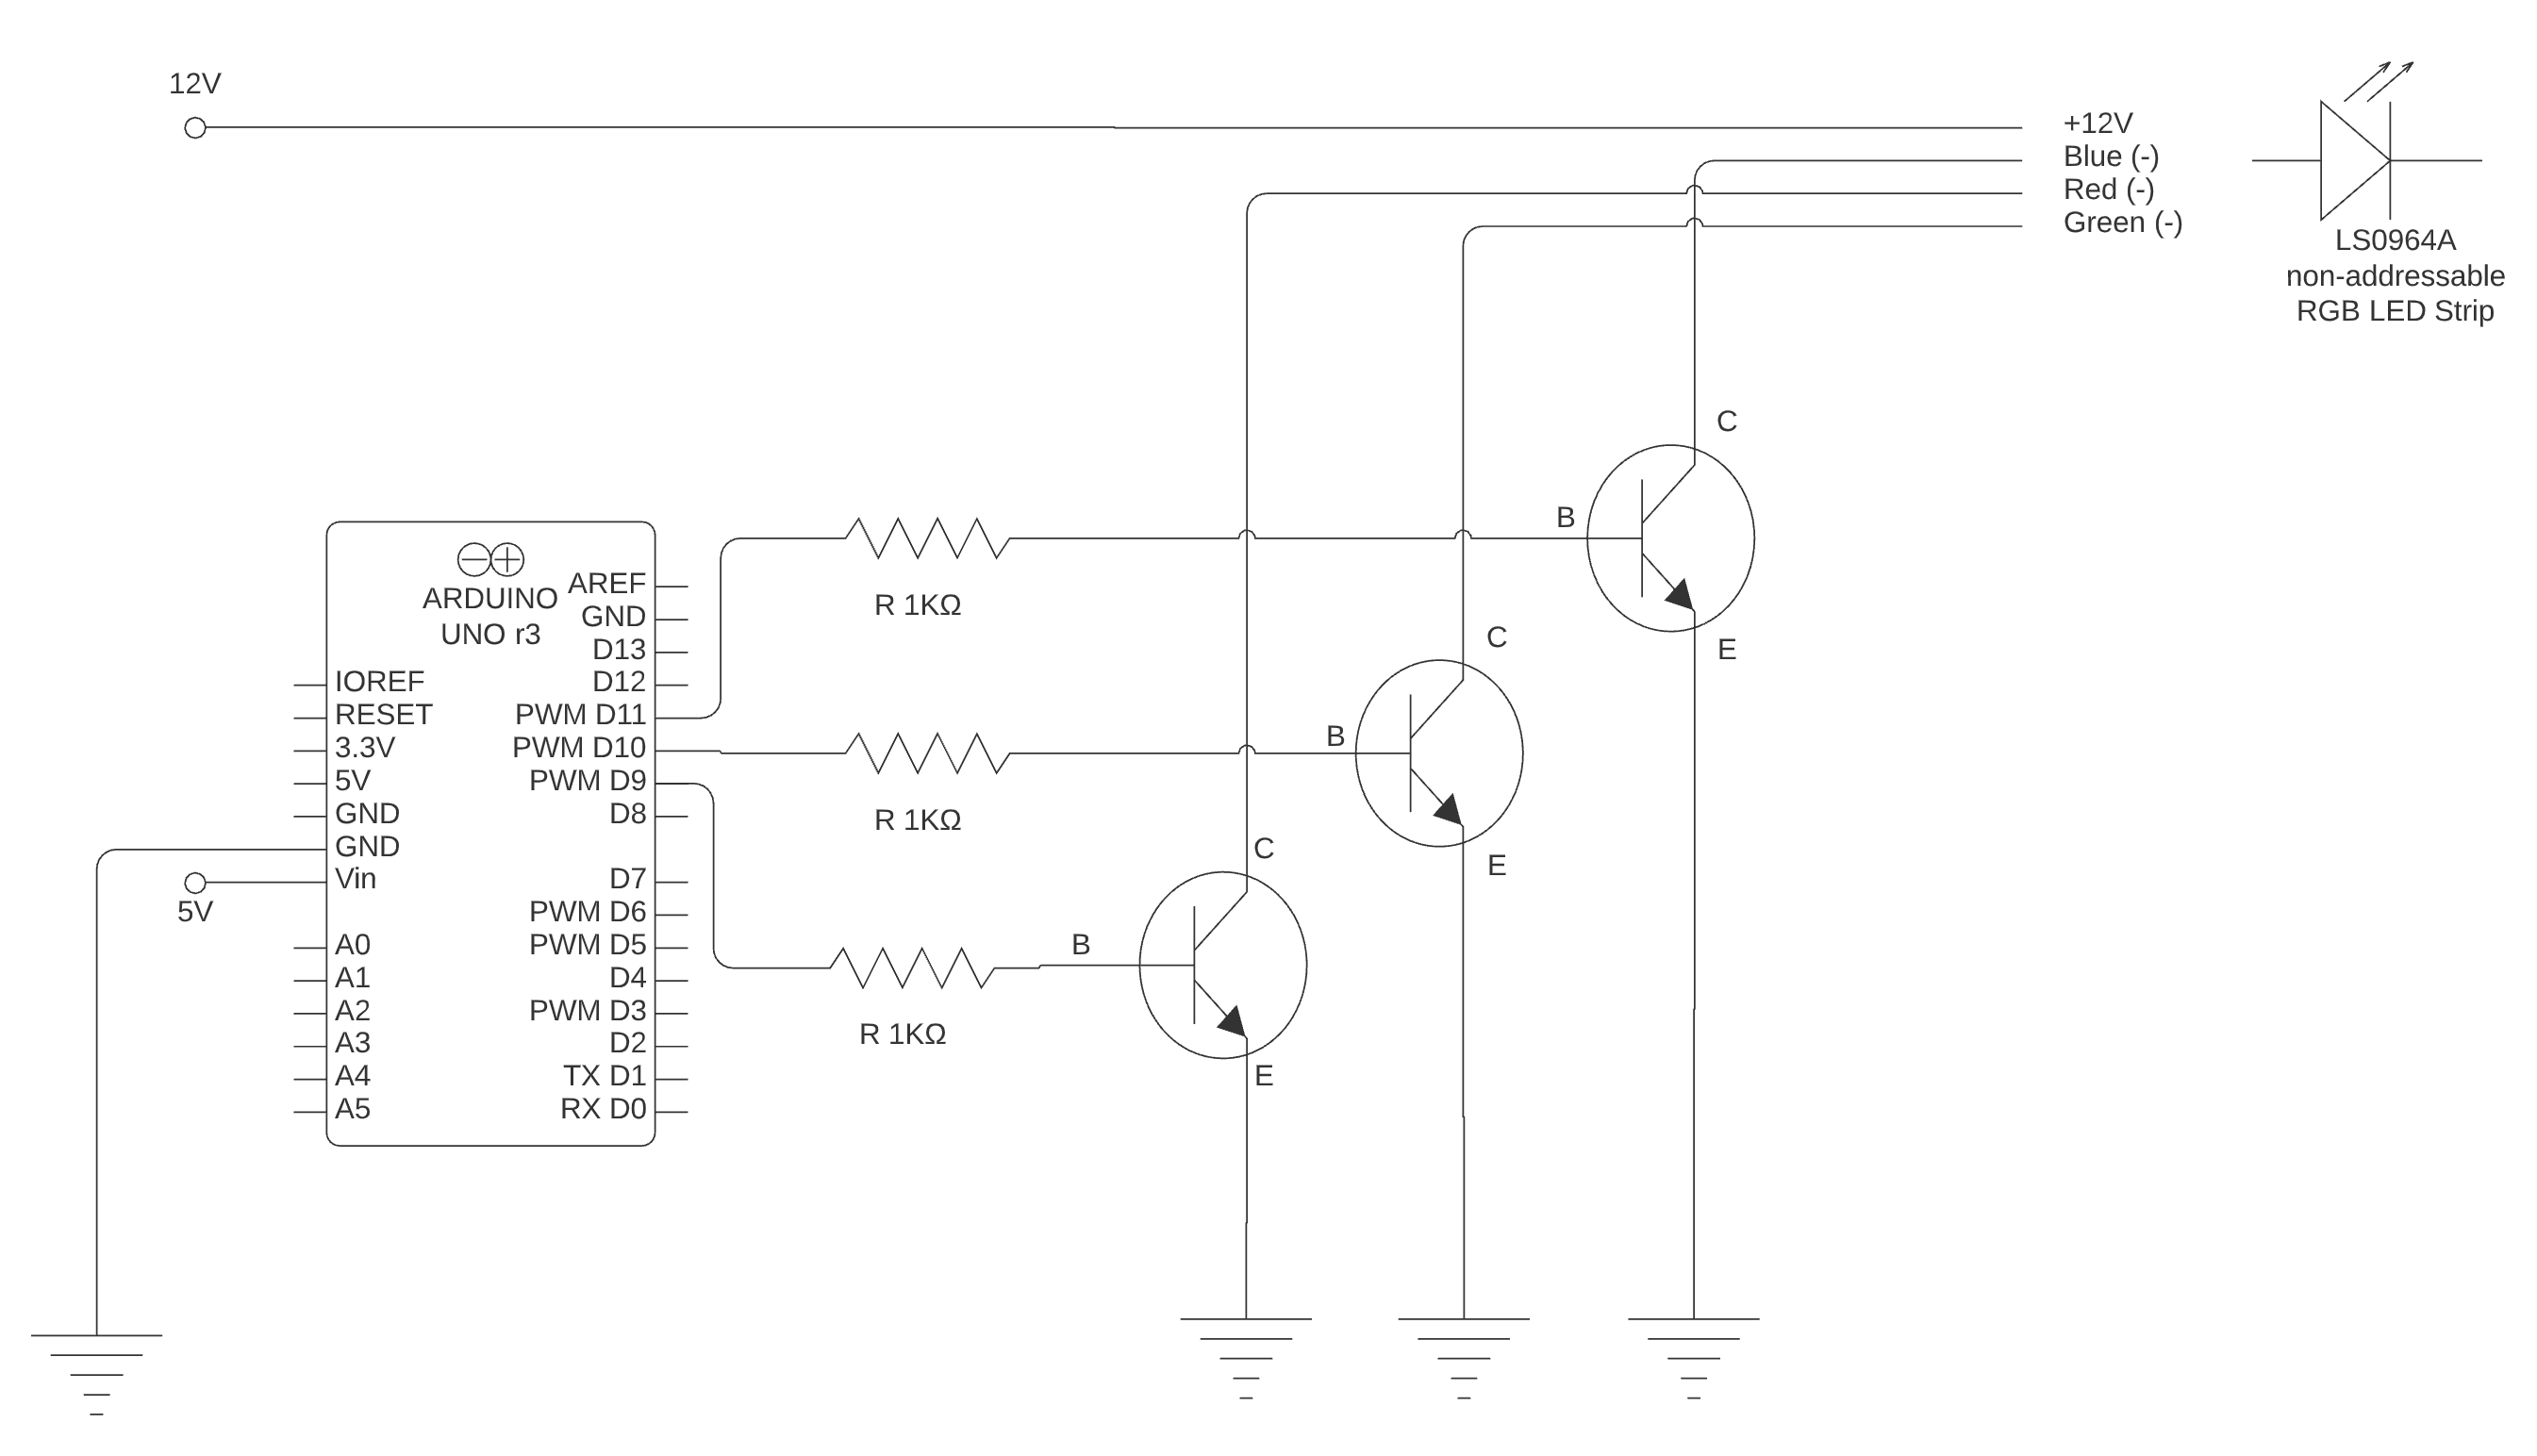 12V
+12V
Blue (-)
Red (-)
Green (-)
LS0964A
non-addressable
RGB LED Strip
C
B
E
R 1KΩ
C
B
E
R 1KΩ
C
B
E
R 1KΩ
ARDUINO
UNO r3
IOREF
RESET
3.3V
5V
GND
GND
Vin
A0
A1
A2
A3
A4
A5
AREF
GND
D13
D12
PWM D11
PWM D10
PWM D9
D8
D7
PWM D6
PWM D5
D4
PWM D3
D2
TX D1
RX D0
5V